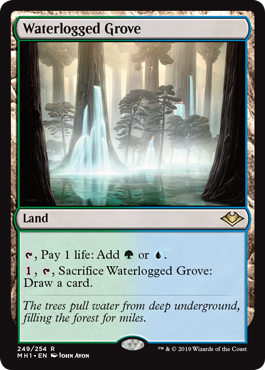 Waterlogged Grove
Land
, Pay 1 life: Add or .
1, , Sacrifice Waterlogged Grove:
Draw a card.
The trees pull from deep underground,
filling the forest for miles.
249/254 R
MH1 • EN John Avon
™ & © 2019 Wizards of the Coast